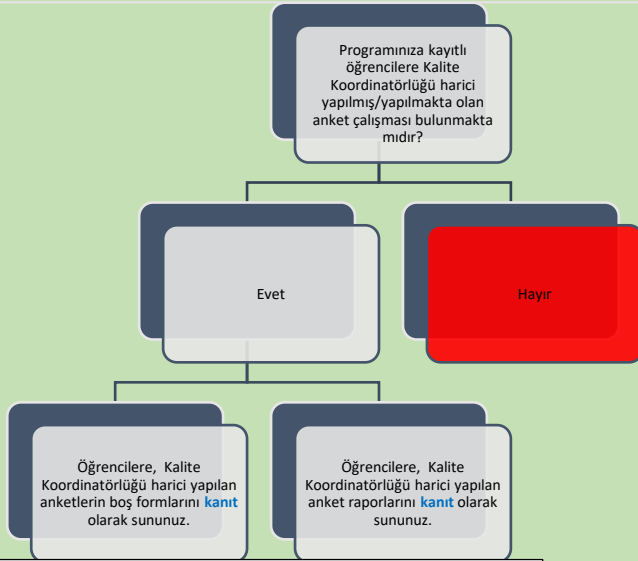 Programınıza kayıtlı
öğrencilere Kalite
Koordinatörlüğü harici
yapılmış/yapılmakta olan
anket çalışması bulunmakta
mıdır?
Evet
Hayır
Öğrencilere, Kalite
Koordinatörlüğü harici yapılan
anketlerin boş formlarını kanıt
olarak sununuz.
Öğrencilere, Kalite
Koordinatörlüğü harici yapılan
anket raporlarını kanıt olarak
sununuz.